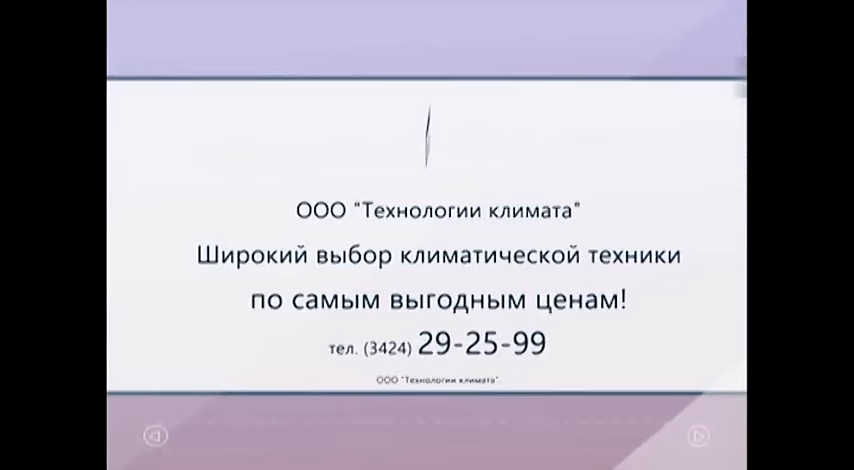 ООО "Технологии климата"
Широкий выбор климатической техники
по самым выгодным ценам!
тел. (3424) 29-25-99
ООО "Технологии климата".